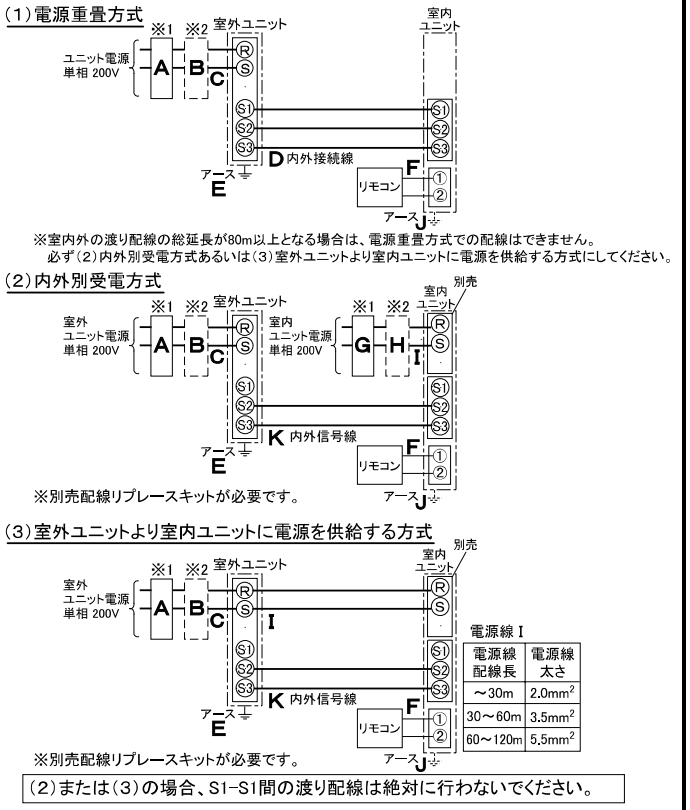 (1)電源重畳方式
※1 ※2 室外ユニット
室内
ユニット
ユニット電源
単相 200V
A
B
C
R
S
S1
S2
S3
S1
S2
S3
D 内外接続線
アース
E
F
リモコン
①
②
アース J
※室内外の渡り配線の総延長が80m以上となる場合は、電源重畳方式での配線はできません。
必ず(2)内外別受電方式あるいは(3)室外ユニットより室内ユニットに電源を供給する方式にしてください。
(2)内外別受電方式
※1 ※2 室外ユニット
※1 ※2
室内
ユニット
別売
室外
ユニット電源
単相 200V
A
B
C
R
S
S1
S2
S3
室内
ユニット電源
単相 200V
G
H
I
R
S
S1
S2
S3
K 内外信号線
アース
E
F
リモコン
①
②
アース J
※別売配線リプレースキットが必要です。
(3)室外ユニットより室内ユニットに電源を供給する方式
※1 ※2 室外ユニット
室内
ユニット
別売
室外
ユニット電源
単相 200V
A
B
C
R
S
I
S1
S2
S3
R
S
S1
S2
S3
K 内外信号線
アース
E
F
リモコン
①
②
アース J
電源線 I
電源線 電源線
配線長 太さ
～30m 2.0mm²
30～60m 3.5mm²
60～120m 5.5mm²
※別売配線リプレースキットが必要です。
(2)または(3)の場合、S1-S1間の渡り配線は絶対に行わないでください。